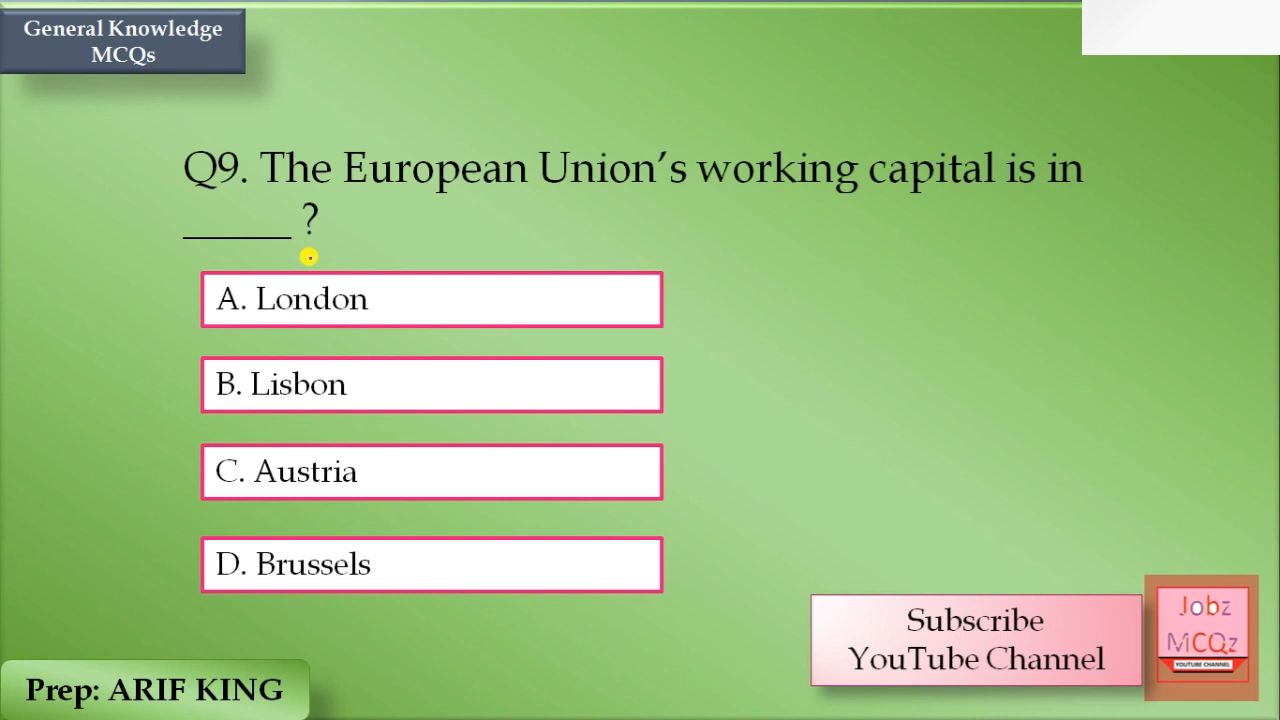 General Knowledge
MCQs
Q9. The European Union’s working capital is in
_____ ?
A. London
B. Lisbon
C. Austria
D. Brussels
Subscribe
YouTube Channel
Jobz
MCQz
YOUTUBE CHANNEL
Prep: ARIF KING